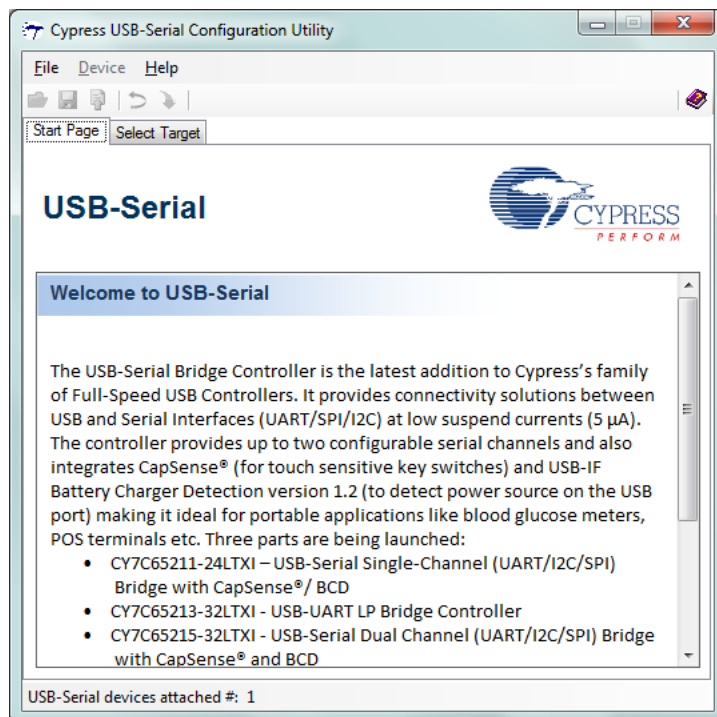 Cypress USB-Serial Configuration Utility
File Device Help
Start Page Select Target
USB-Serial
CYPRESS
PERFORM
Welcome to USB-Serial
The USB-Serial Bridge Controller is the latest addition to Cypress's family
of Full-Speed USB Controllers. It provides connectivity solutions between
USB and Serial Interfaces (UART/SPI/I2C) at low suspend currents (5 µA).
The controller provides up to two configurable serial channels and also
integrates CapSense® (for touch sensitive key switches) and USB-IF
Battery Charger Detection version 1.2 (to detect power source on the USB
port) making it ideal for portable applications like blood glucose meters,
POS terminals etc. Three parts are being launched:
• CY7C65211-24LTXI – USB-Serial Single-Channel (UART/I2C/SPI)
Bridge with CapSense®/ BCD
• CY7C65213-32LTXI - USB-UART LP Bridge Controller
• CY7C65215-32LTXI - USB-Serial Dual Channel (UART/I2C/SPI) Bridge
with CapSense® and BCD
USB-Serial devices attached #: 1